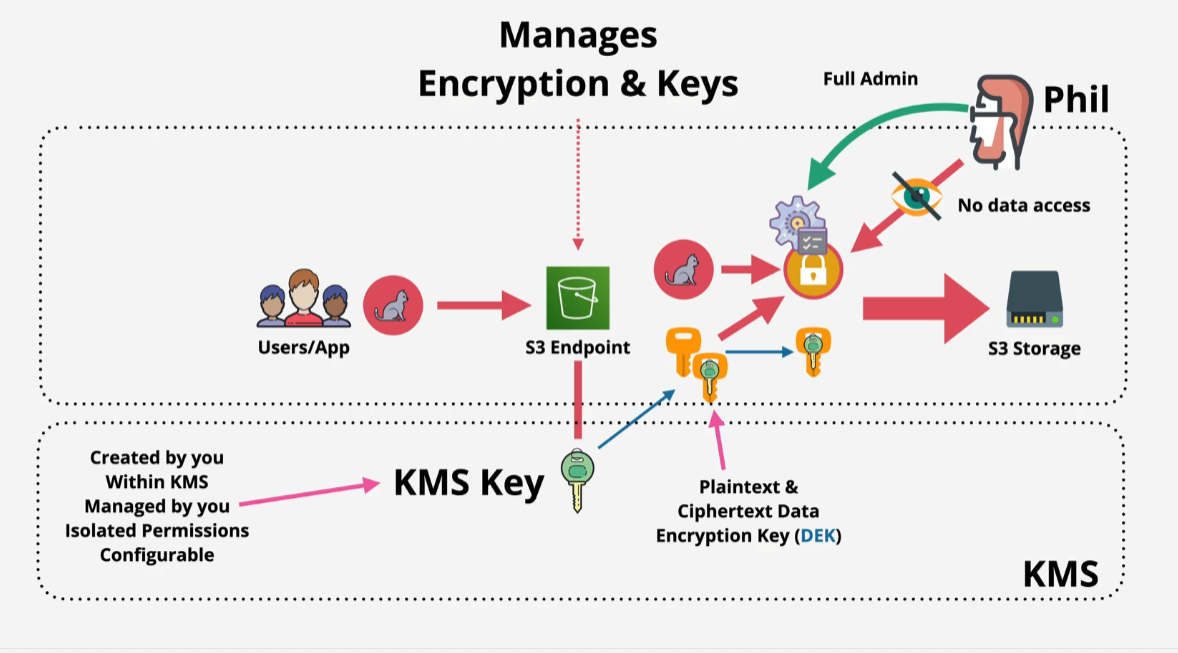 Manages
Encryption & Keys
Full Admin
Phil
No data access
Users/App
S3 Endpoint
S3 Storage
Created by you
Within KMS
Managed by you
Isolated Permissions
Configurable
KMS Key
Plaintext &
Ciphertext Data
Encryption Key (DEK)
KMS